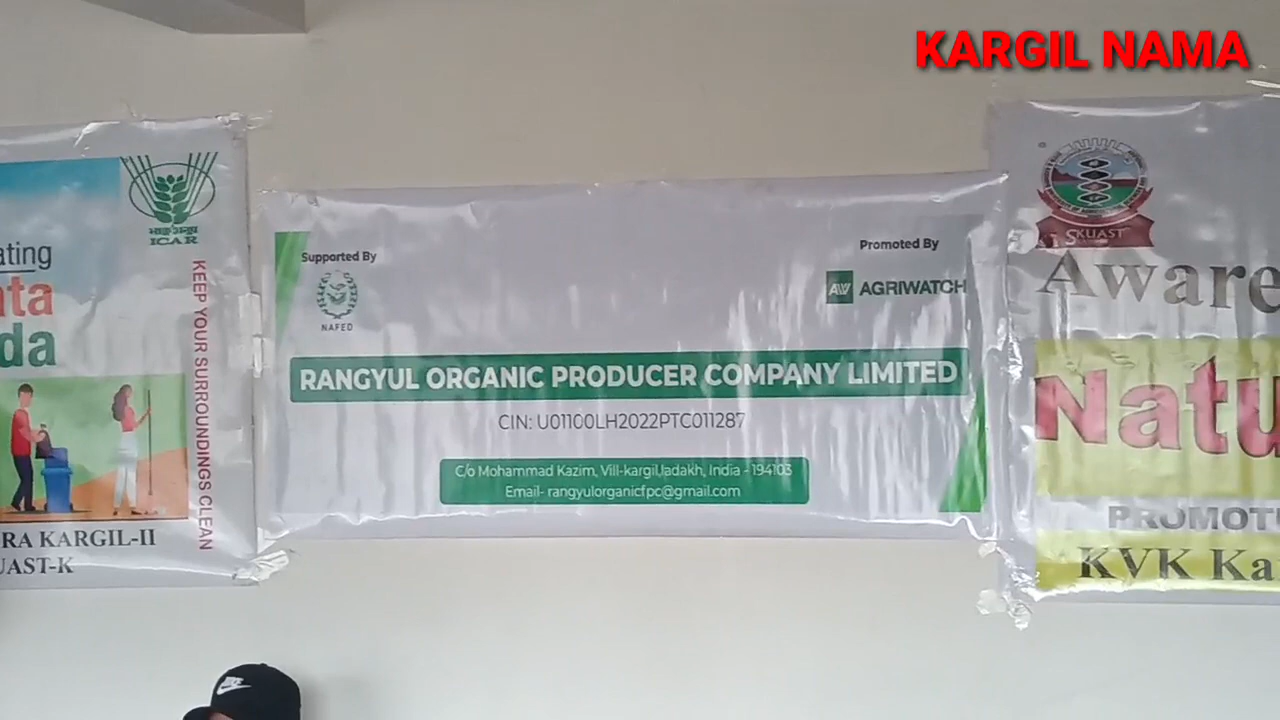 KARGIL NAMA
ICAR
ating
ata
da
KEEP YOUR SURROUNDINGS CLEAN
RA KARGIL-II
UAST-K
Supported By
NAFED
Promoted By
AW AGRIWATCH
RANGYUL ORGANIC PRODUCER COMPANY LIMITED
CIN: U01100LH2022PTC011287
C/o Mohammad Kazim, Vill-kargil,ladakh, India - 194103
Email- rangyulorganicfpc@gmail.com
SKUAST
Aware
Natu
PROMOT
KVK Ka